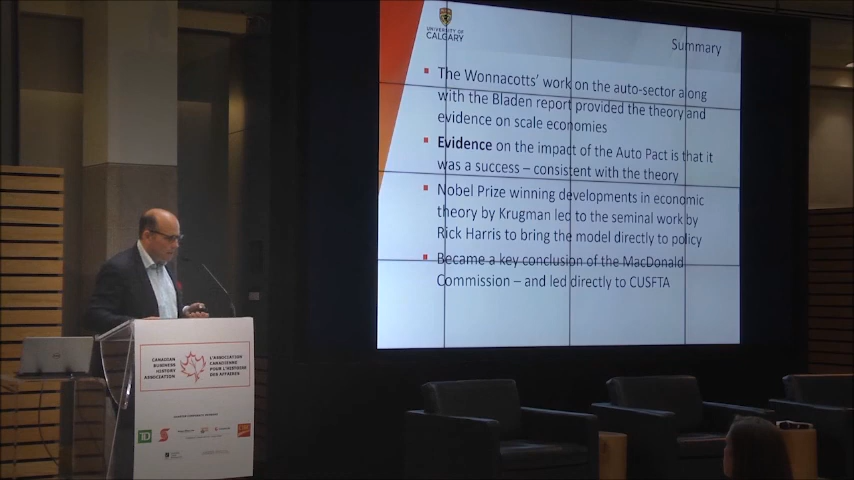 UNIVERSITY OF
CALGARY
Summary
The Wonnacotts' work on the auto-sector along
with the Bladen report provided the theory and
evidence on scale economies
Evidence on the impact of the Auto Pact is that it
was a success – consistent with the theory
Nobel Prize winning developments in economic
theory by Krugman led to the seminal work by
Rick Harris to bring the model directly to policy
Became a key conclusion of the MacDonald
Commission – and led directly to CUSFTA
CANADIAN
BUSINESS
HISTORY
ASSOCIATION
L'ASSOCIATION
CANADIENNE
POUR L'HISTOIRE
DES AFFAIRES
TD